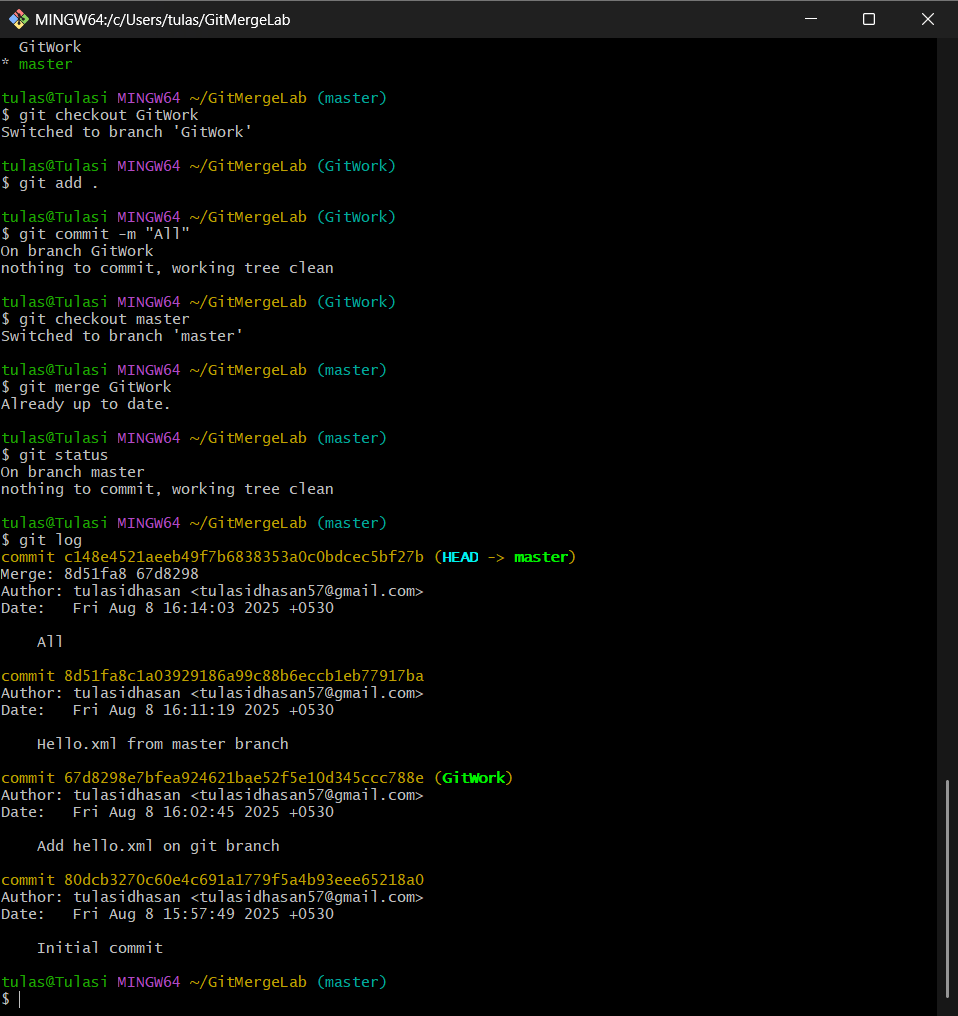 MINGW64:/c/Users/tulas/GitMergeLab
  GitWork
* master
tulas@Tulasi MINGW64 ~/GitMergeLab (master)
$ git checkout GitWork
Switched to branch 'GitWork'
tulas@Tulasi MINGW64 ~/GitMergeLab (GitWork)
$ git add .
tulas@Tulasi MINGW64 ~/GitMergeLab (GitWork)
$ git commit -m "All"
On branch GitWork
nothing to commit, working tree clean
tulas@Tulasi MINGW64 ~/GitMergeLab (GitWork)
$ git checkout master
Switched to branch 'master'
tulas@Tulasi MINGW64 ~/GitMergeLab (master)
$ git merge GitWork
Already up to date.
tulas@Tulasi MINGW64 ~/GitMergeLab (master)
$ git status
On branch master
nothing to commit, working tree clean
tulas@Tulasi MINGW64 ~/GitMergeLab (master)
$ git log
commit c148e4521aeeb49f7b6838353a0c0bdcec5bf27b (HEAD -> master)
Merge: 8d51fa8 67d8298
Author: tulasidhasan <tulasidhasan57@gmail.com>
Date:   Fri Aug 8 16:14:03 2025 +0530
    All
commit 8d51fa8c1a03929186a99c88b6eccb1eb77917ba
Author: tulasidhasan <tulasidhasan57@gmail.com>
Date:   Fri Aug 8 16:11:19 2025 +0530
    Hello.xml from master branch
commit 67d8298e7bfea924621bae52f5e10d345ccc788e (GitWork)
Author: tulasidhasan <tulasidhasan57@gmail.com>
Date:   Fri Aug 8 16:02:45 2025 +0530
    Add hello.xml on git branch
commit 80dcb3270c60e4c691a1779f5a4b93eee65218a0
Author: tulasidhasan <tulasidhasan57@gmail.com>
Date:   Fri Aug 8 15:57:49 2025 +0530
    Initial commit
tulas@Tulasi MINGW64 ~/GitMergeLab (master)
$